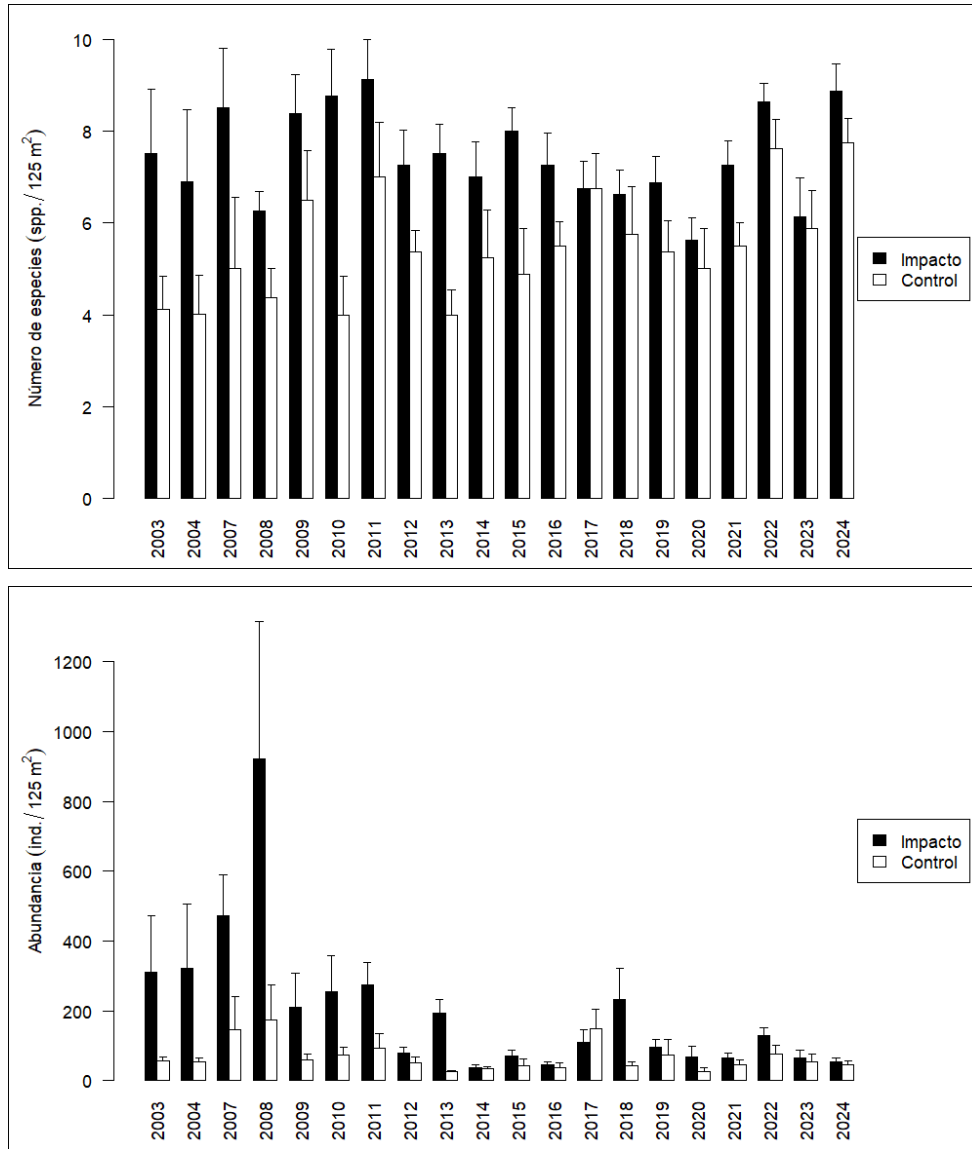 Número de especies (spp./ 125 m²)
10
8
6
4
2
0
2003 2004 2007 2008 2009 2010 2011 2012 2013 2014 2015 2016 2017 2018 2019 2020 2021 2022 2023 2024
Impacto
Control
Abundancia (ind./ 125 m²)
1200
1000
800
600
400
200
0
2003 2004 2007 2008 2009 2010 2011 2012 2013 2014 2015 2016 2017 2018 2019 2020 2021 2022 2023 2024
Impacto
Control